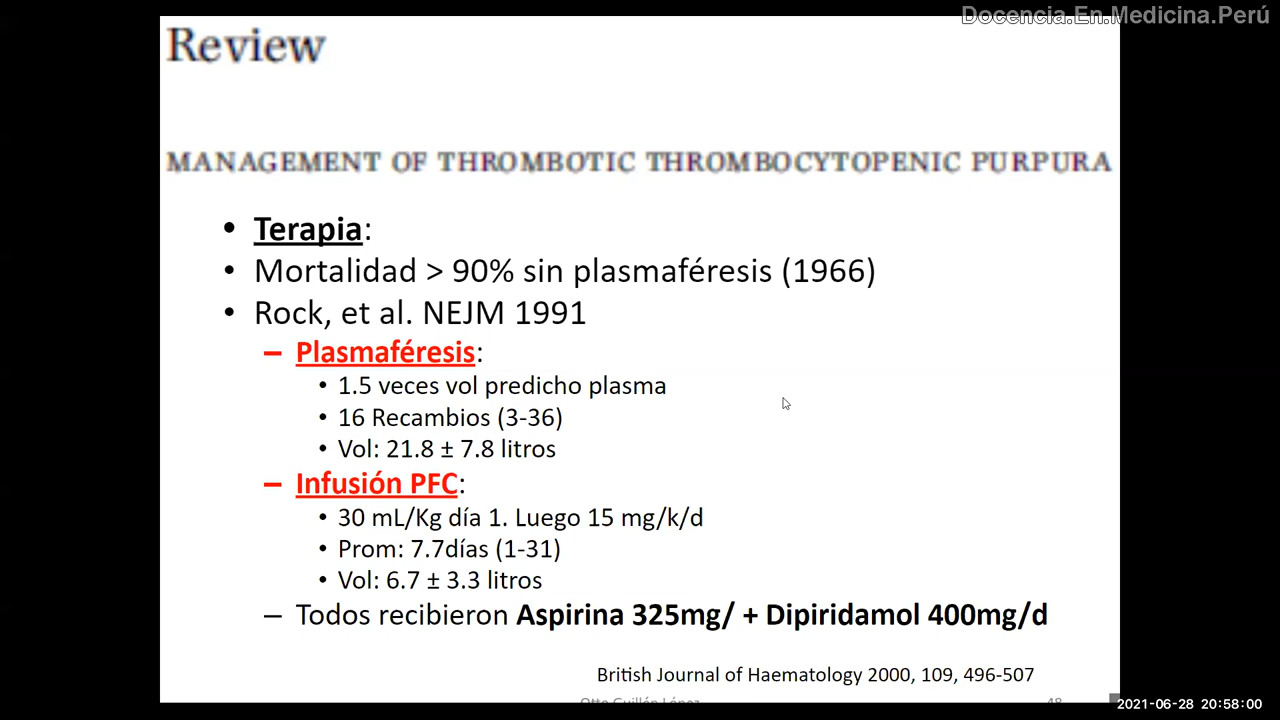 Docencia.En.Medicina.Perú
Review
MANAGEMENT OF THROMBOTIC THROMBOCYTOPENIC PURPURA
• Terapia:
• Mortalidad > 90% sin plasmaféresis (1966)
• Rock, et al. NEJM 1991
– Plasmaféresis:
• 1.5 veces vol predicho plasma
• 16 Recambios (3-36)
• Vol: 21.8 ± 7.8 litros
– Infusión PFC:
• 30 mL/Kg día 1. Luego 15 mg/k/d
• Prom: 7.7días (1-31)
• Vol: 6.7 ± 3.3 litros
– Todos recibieron Aspirina 325mg/ + Dipiridamol 400mg/d
British Journal of Haematology 2000, 109, 496-507
Otto Guillén López
48
2021-06-28 20:58:00